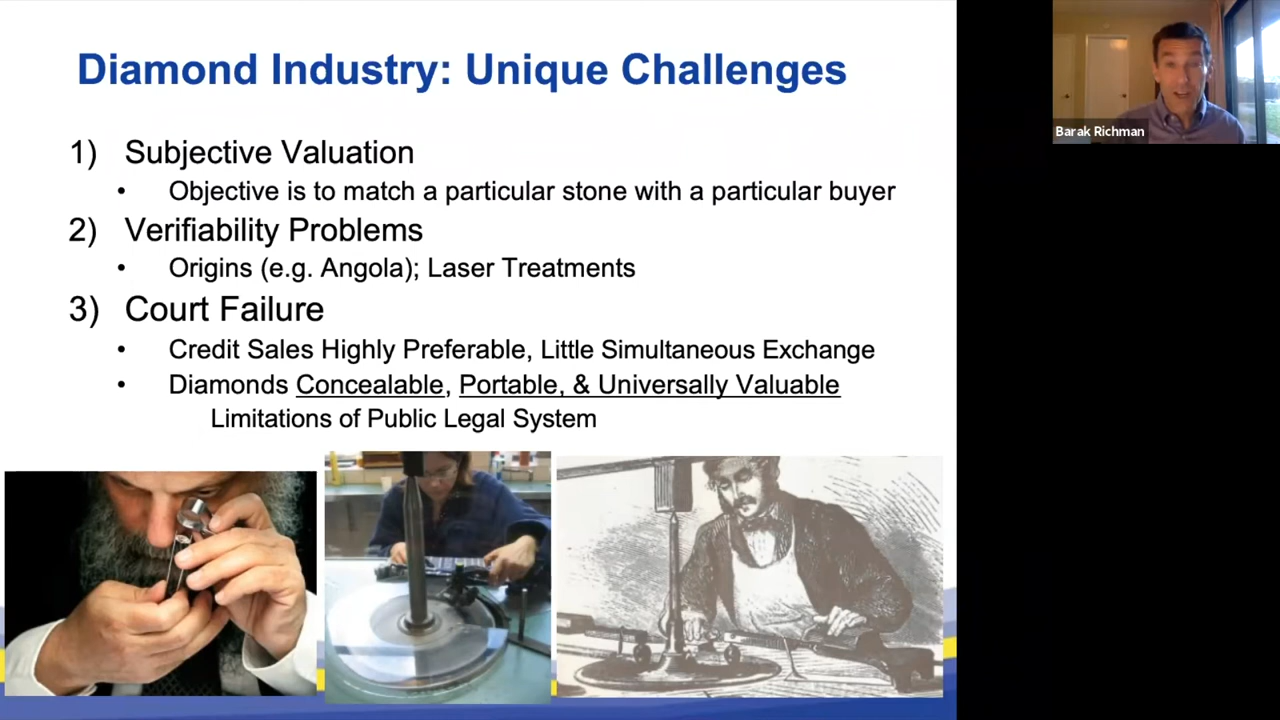 Diamond Industry: Unique Challenges
1) Subjective Valuation
• Objective is to match a particular stone with a particular buyer
2) Verifiability Problems
• Origins (e.g. Angola); Laser Treatments
3) Court Failure
• Credit Sales Highly Preferable, Little Simultaneous Exchange
• Diamonds Concealable, Portable, & Universally Valuable
Limitations of Public Legal System
Barak Richman